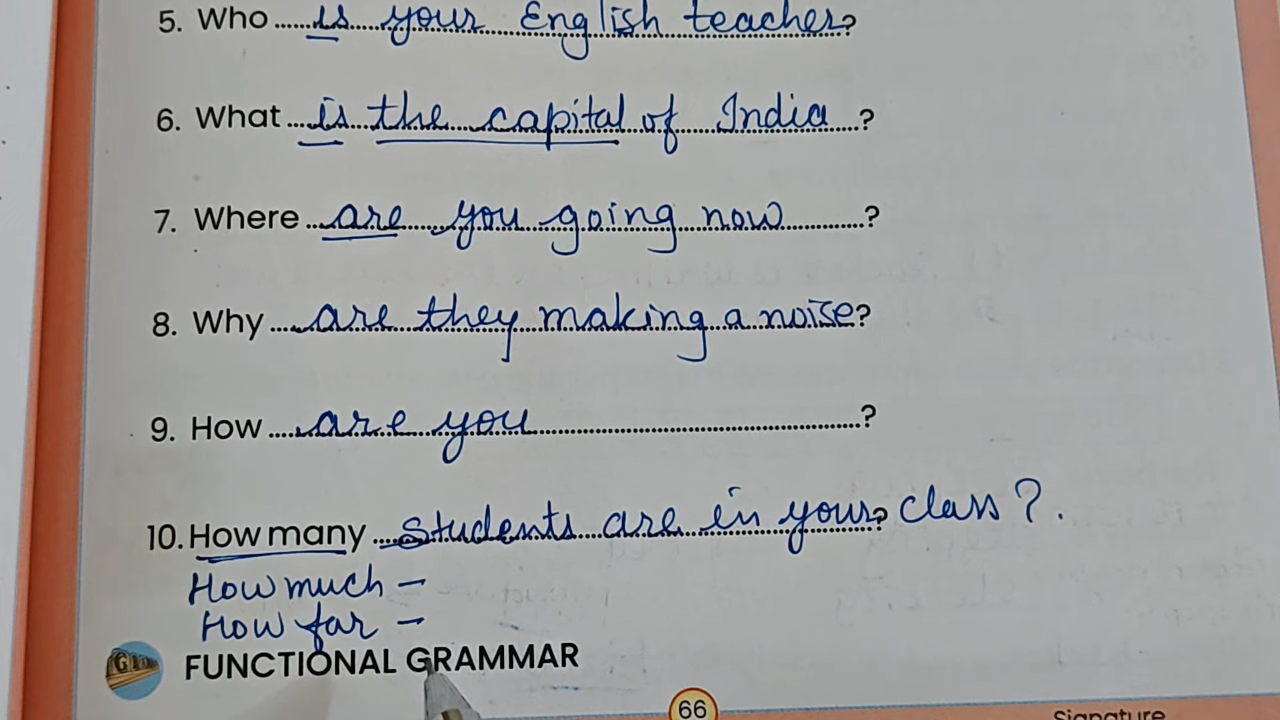 5. Who is your English teacher?
6. What is the capital of India ?
7. Where are you going now ?
8. Why are they making a noise?
9. How are you ?
10. How many students are in your? class ?.
How much –
How far –
FUNCTIONAL GRAMMAR
66
Signature